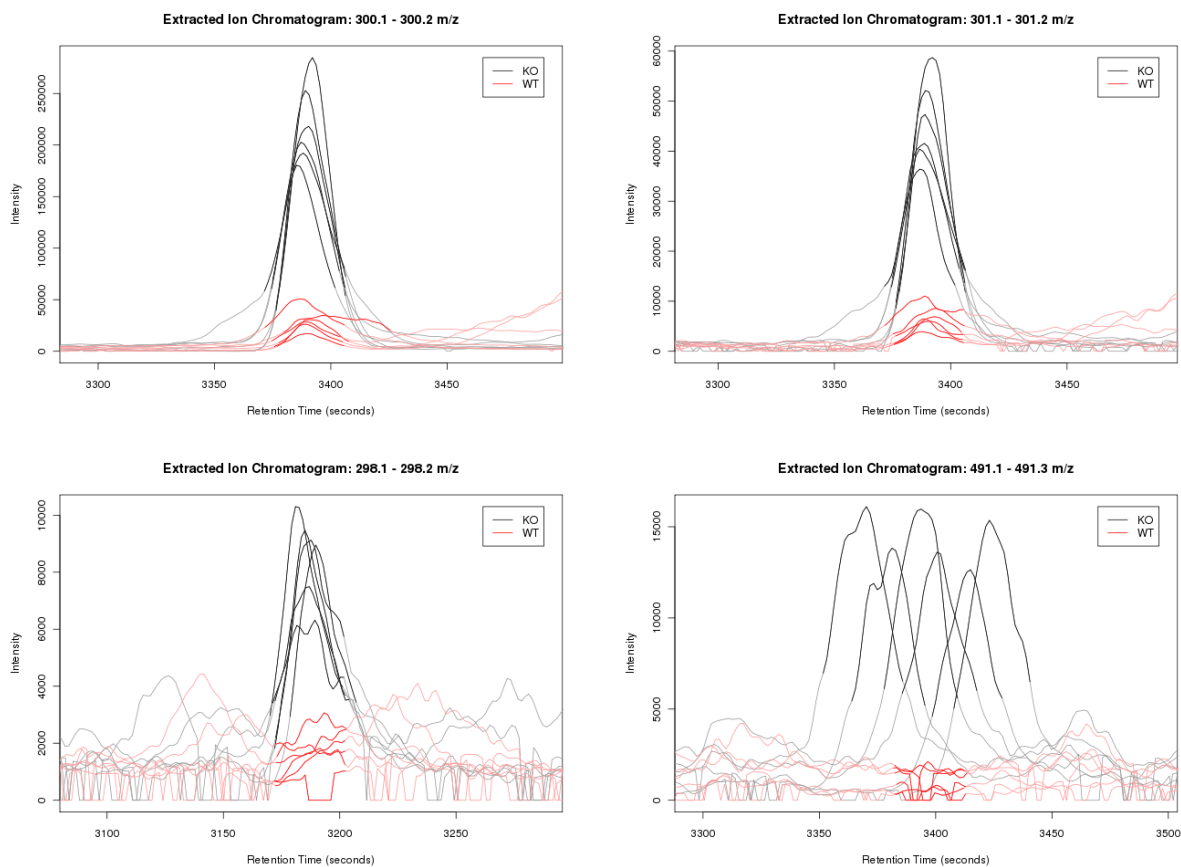 Extracted Ion Chromatogram: 300.1 - 300.2 m/z
KO
WT
Intensity
0
50000
100000
150000
200000
250000
3300
3350
3400
3450
Retention Time (seconds)
Extracted Ion Chromatogram: 301.1 - 301.2 m/z
KO
WT
Intensity
0
10000
20000
30000
40000
50000
60000
3300
3350
3400
3450
Retention Time (seconds)
Extracted Ion Chromatogram: 298.1 - 298.2 m/z
KO
WT
Intensity
0
2000
4000
6000
8000
10000
3100
3150
3200
3250
Retention Time (seconds)
Extracted Ion Chromatogram: 491.1 - 491.3 m/z
KO
WT
Intensity
0
5000
10000
15000
3300
3350
3400
3450
3500
Retention Time (seconds)